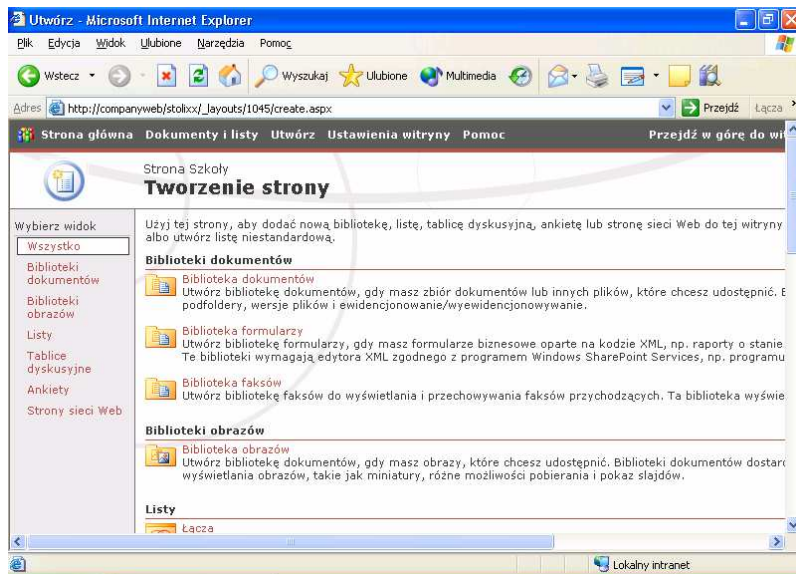 Utwórz - Microsoft Internet Explorer
Plik Edycja Widok Ulubione Narzędzia Pomoc
Wstecz Wyszukaj Ulubione Multimedia
Adres http://companyweb/stolixx/_layouts/1045/create.aspx Przejdź Łącza
Strona główna Dokumenty i listy Utwórz Ustawienia witryny Pomoc Przejdź w górę do wit
Strona Szkoły
Tworzenie strony
Wybierz widok
Wszystko
Biblioteki
dokumentów
Biblioteki
obrazów
Listy
Tablice
dyskusyjne
Ankiety
Strony sieci Web
Użyj tej strony, aby dodać nową bibliotekę, listę, tablicę dyskusyjną, ankietę lub stronę sieci Web do tej witryny
albo utwórz listę niestandardową.
Biblioteki dokumentów
Biblioteka dokumentów
Utwórz bibliotekę dokumentów, gdy masz zbiór dokumentów lub innych plików, które chcesz udostępnić.
podfoldery, wersje plików i ewidencjonowanie/wyewidencjonowywanie.
Biblioteka formularzy
Utwórz bibliotekę formularzy, gdy masz formularze biznesowe oparte na kodzie XML, np. raporty o stanie
Te biblioteki wymagają edytora XML zgodnego z programem Windows SharePoint Services, np. programu
Biblioteka faksów
Utwórz bibliotekę faksów do wyświetlania i przechowywania faksów przychodzących. Ta biblioteka wyświe
Biblioteki obrazów
Biblioteka obrazów
Utwórz bibliotekę dokumentów, gdy masz obrazy, które chcesz udostępnić. Biblioteki dokumentów dostarc
wyświetlania obrazów, takie jak miniatury, różne możliwości pobierania i pokaz slajdów.
Listy
Łącza
Lokalny intranet